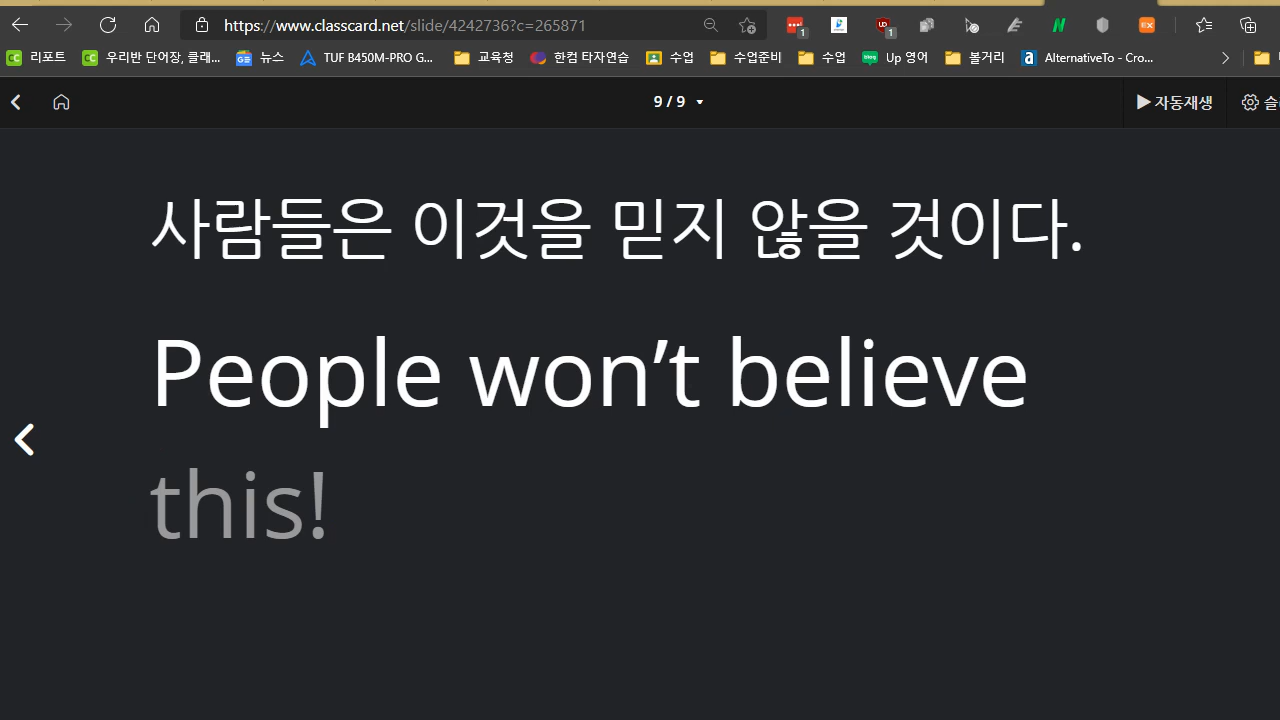 https://www.classcard.net/slide/4242736?c=265871
1
1
리포트 우리반 단어장, 클래... 뉴스 TUF B450M-PRO G... 교육청 한컴 타자연습 수업 수업준비 수업 Up 영어 볼거리 AlternativeTo - Cro...
9 / 9 자동재생
사람들은 이것을 믿지 않을 것이다.
People won’t believe
this!